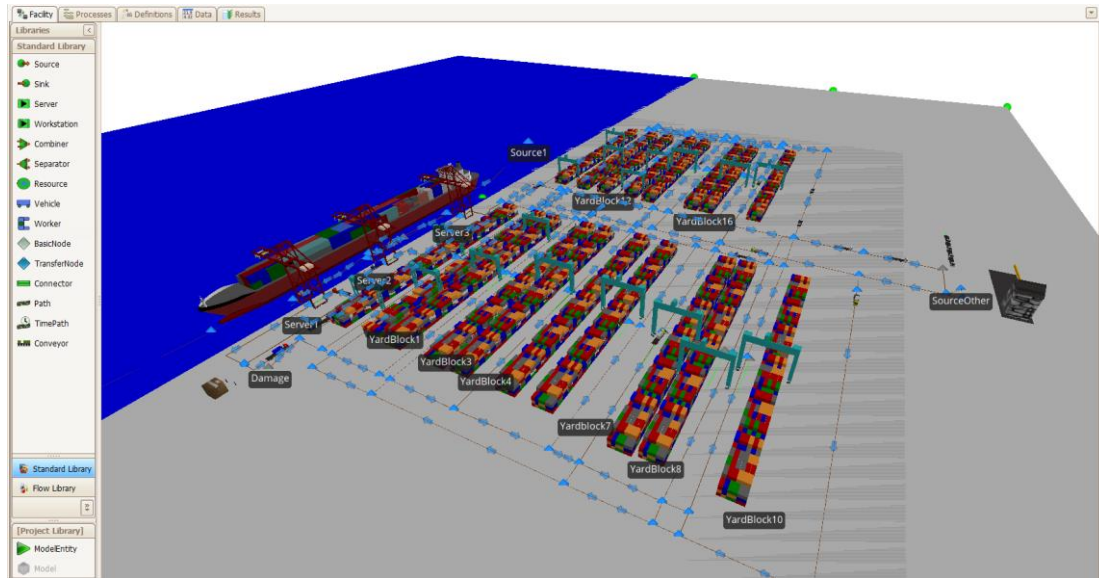 Facility
Processes
Definitions
Data
Results
Libraries
Standard Library
Source
Sink
Server
Workstation
Combiner
Separator
Resource
Vehicle
Worker
BasicNode
TransferNode
Connector
Path
TimePath
Conveyor
Standard Library
Flow Library
[Project Library]
ModelEntity
Model
Source1
YardBlock12
YardBlock16
Server3
Server2
SourceOther
Server1
YardBlock1
YardBlock3
Damage
YardBlock4
Yardblock7
YardBlock8
YardBlock10